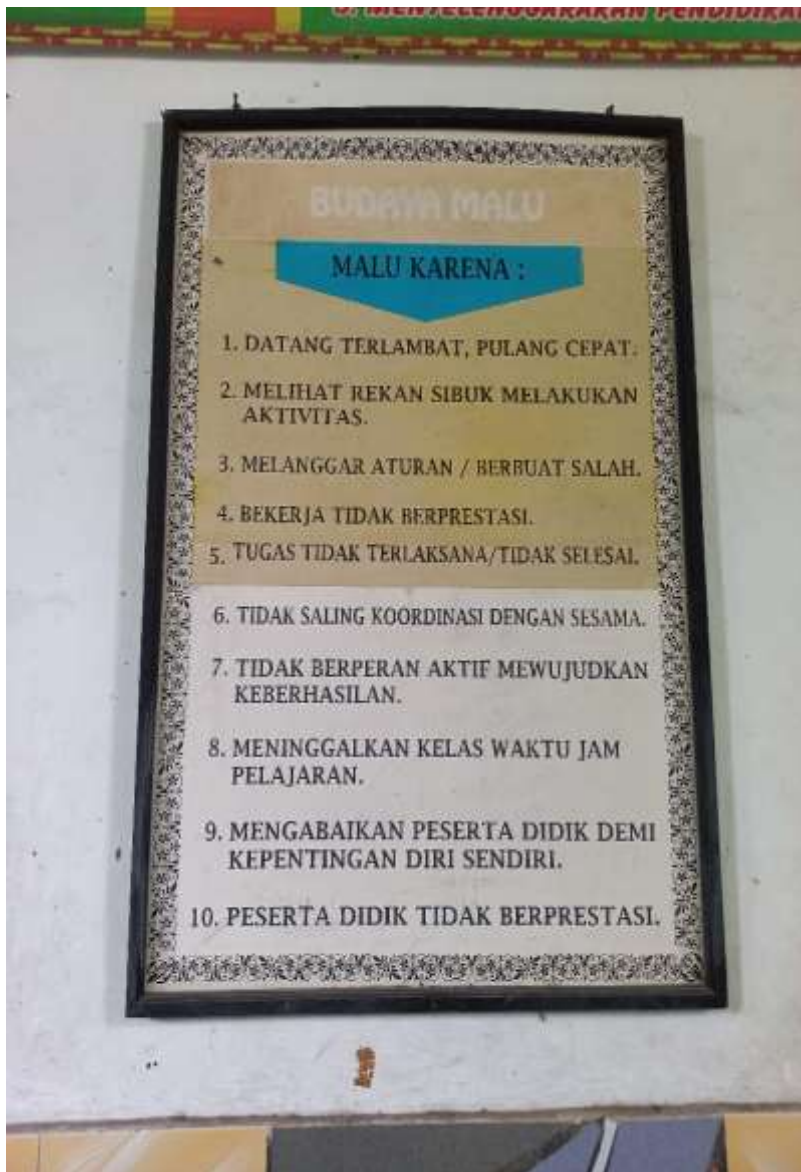 3. MENYELENGGARAKAN PENDIDIKAN
BUDAYA MALU
MALU KARENA :
1. DATANG TERLAMBAT, PULANG CEPAT.
2. MELIHAT REKAN SIBUK MELAKUKAN
AKTIVITAS.
3. MELANGGAR ATURAN / BERBUAT SALAH.
4. BEKERJA TIDAK BERPRESTASI.
5. TUGAS TIDAK TERLAKSANA/TIDAK SELESAI.
6. TIDAK SALING KOORDINASI DENGAN SESAMA.
7. TIDAK BERPERAN AKTIF MEWUJUDKAN
KEBERHASILAN.
8. MENINGGALKAN KELAS WAKTU JAM
PELAJARAN.
9. MENGABAIKAN PESERTA DIDIK DEMI
KEPENTINGAN DIRI SENDIRI.
10. PESERTA DIDIK TIDAK BERPRESTASI.